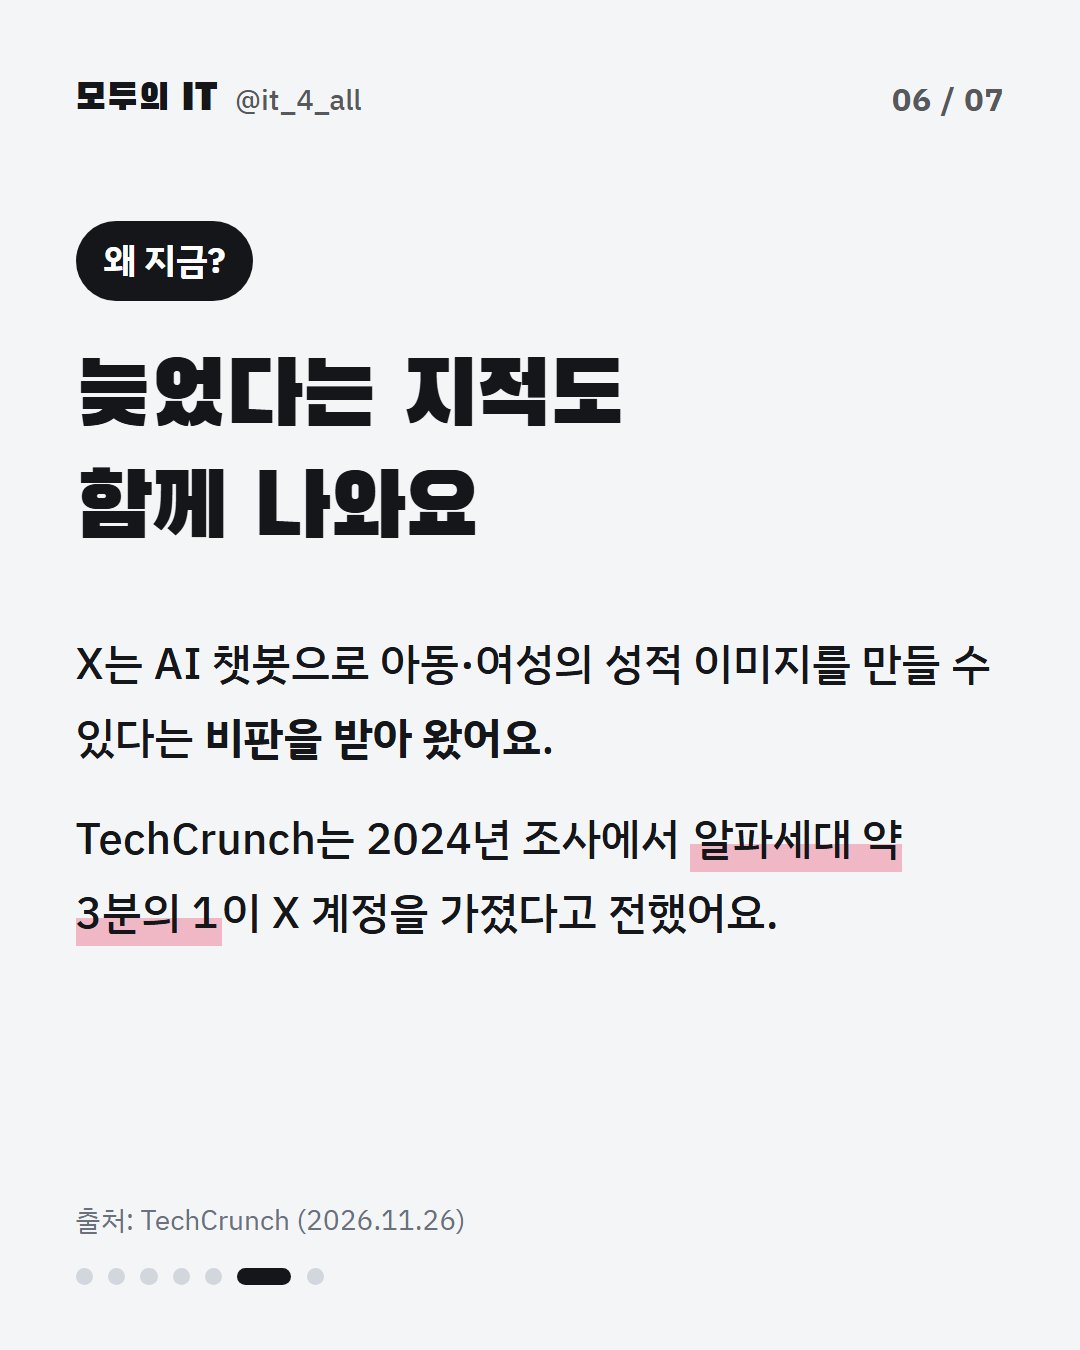 모두의 IT @it_4_all 06 / 07
왜 지금?
늦었다는 지적도
함께 나와요
X는 AI 챗봇으로 아동·여성의 성적 이미지를 만들 수
있다는 비판을 받아 왔어요.
TechCrunch는 2024년 조사에서 알파세대 약
3분의 1이 X 계정을 가졌다고 전했어요.
출처: TechCrunch (2026.11.26)